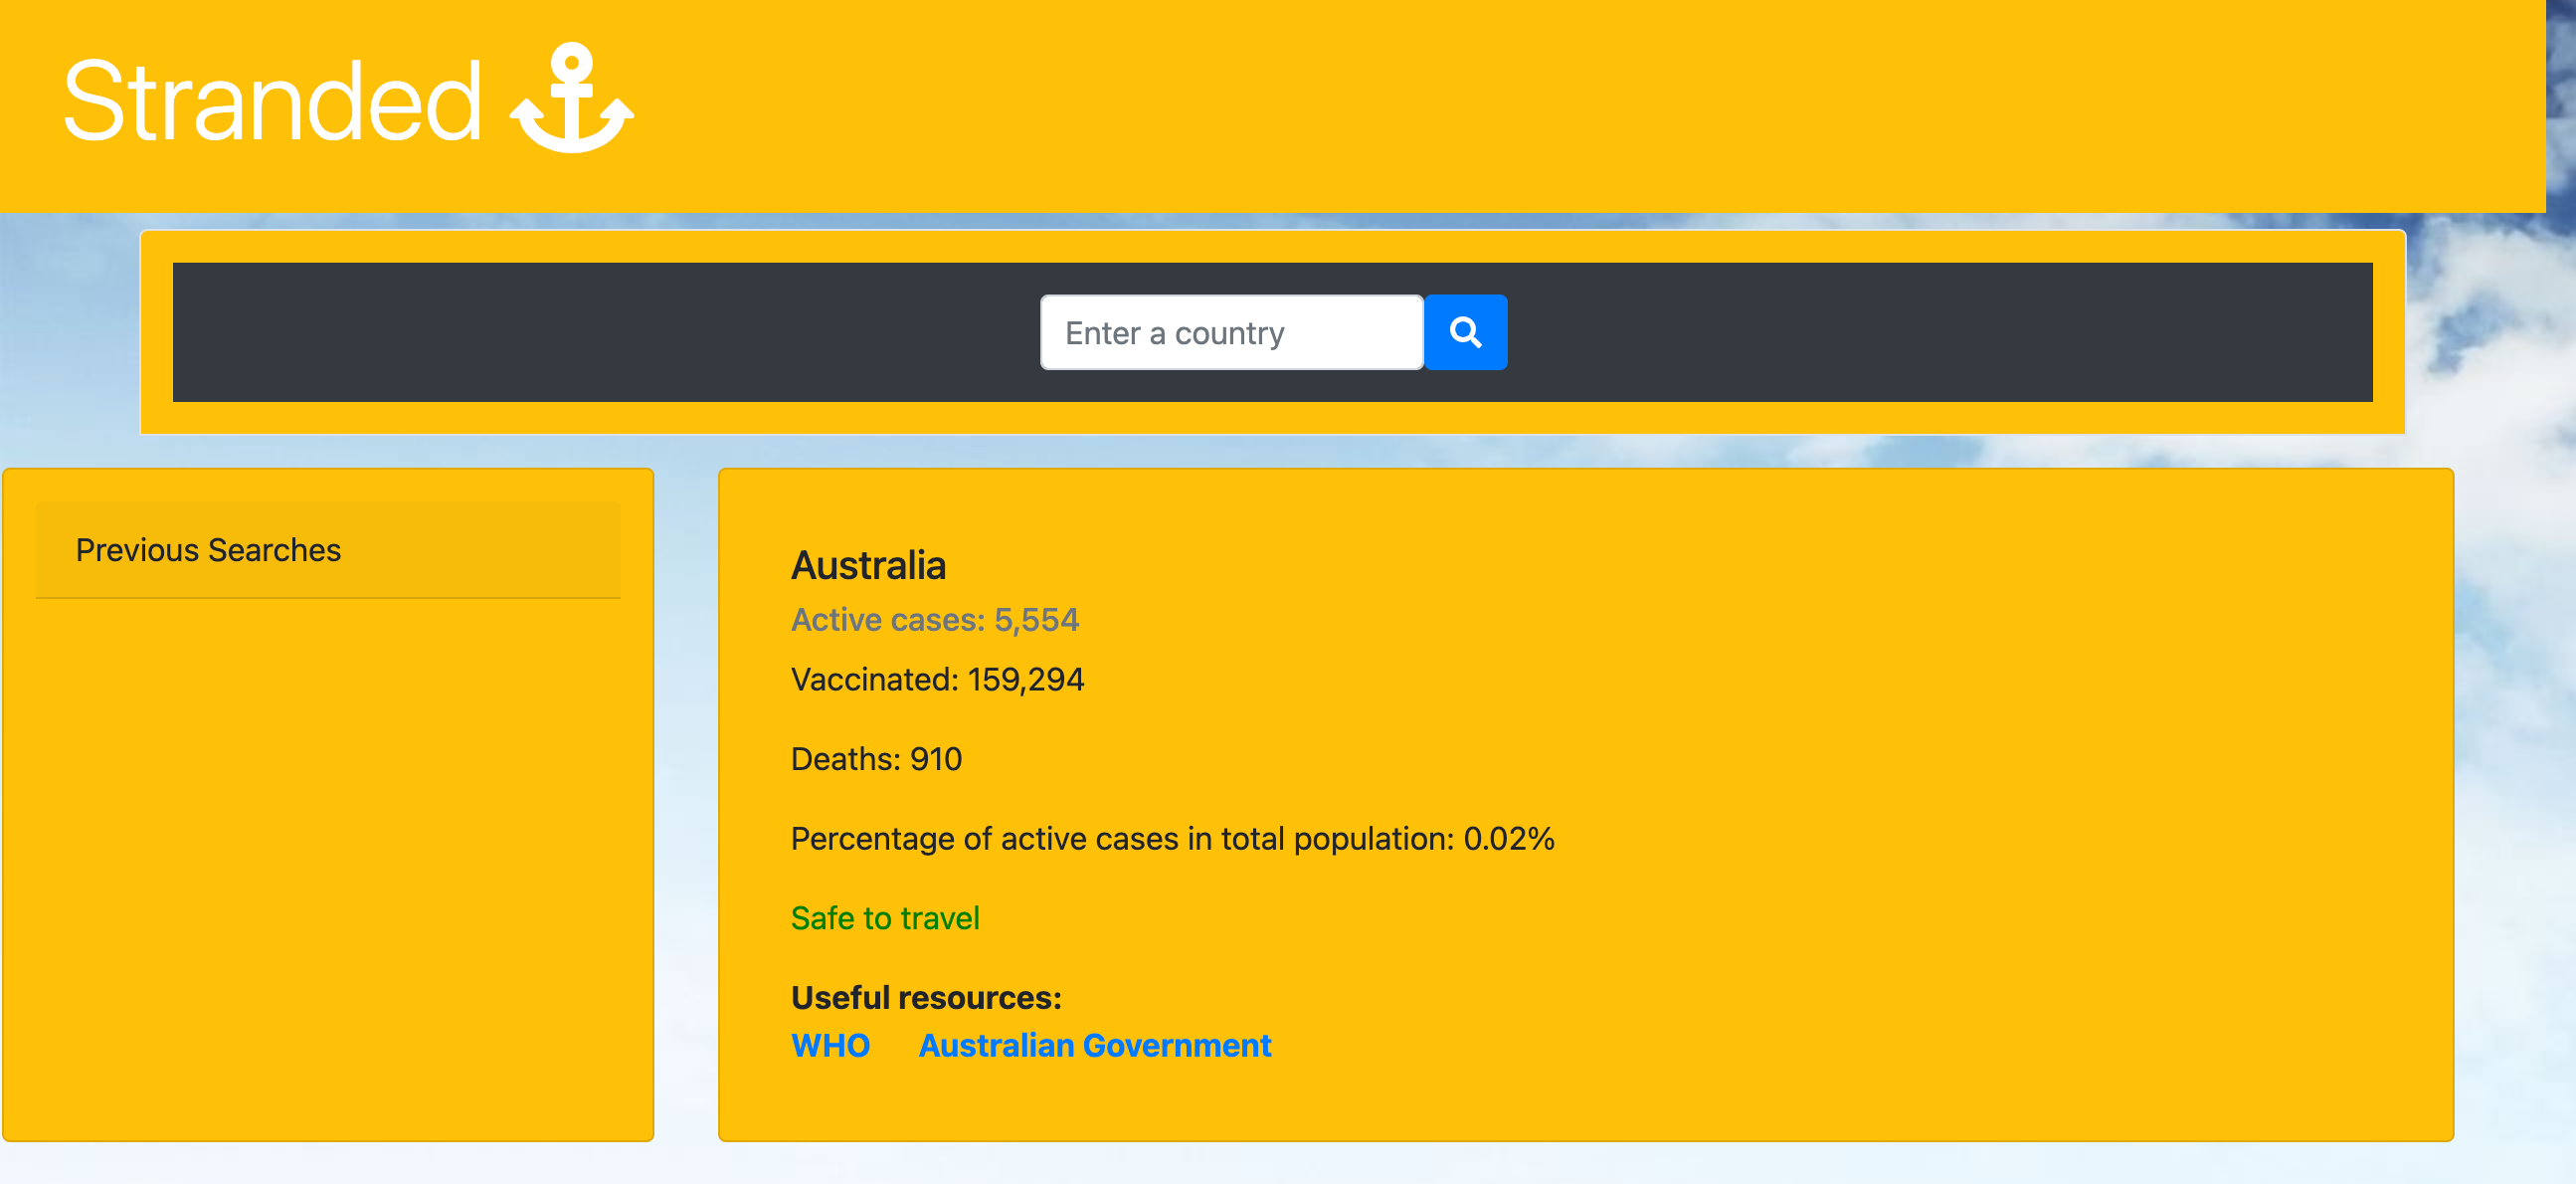 Stranded
Enter a country
Previous Searches
Australia
Active cases: 5,554
Vaccinated: 159,294
Deaths: 910
Percentage of active cases in total population: 0.02%
Safe to travel
Useful resources:
WHO Australian Government